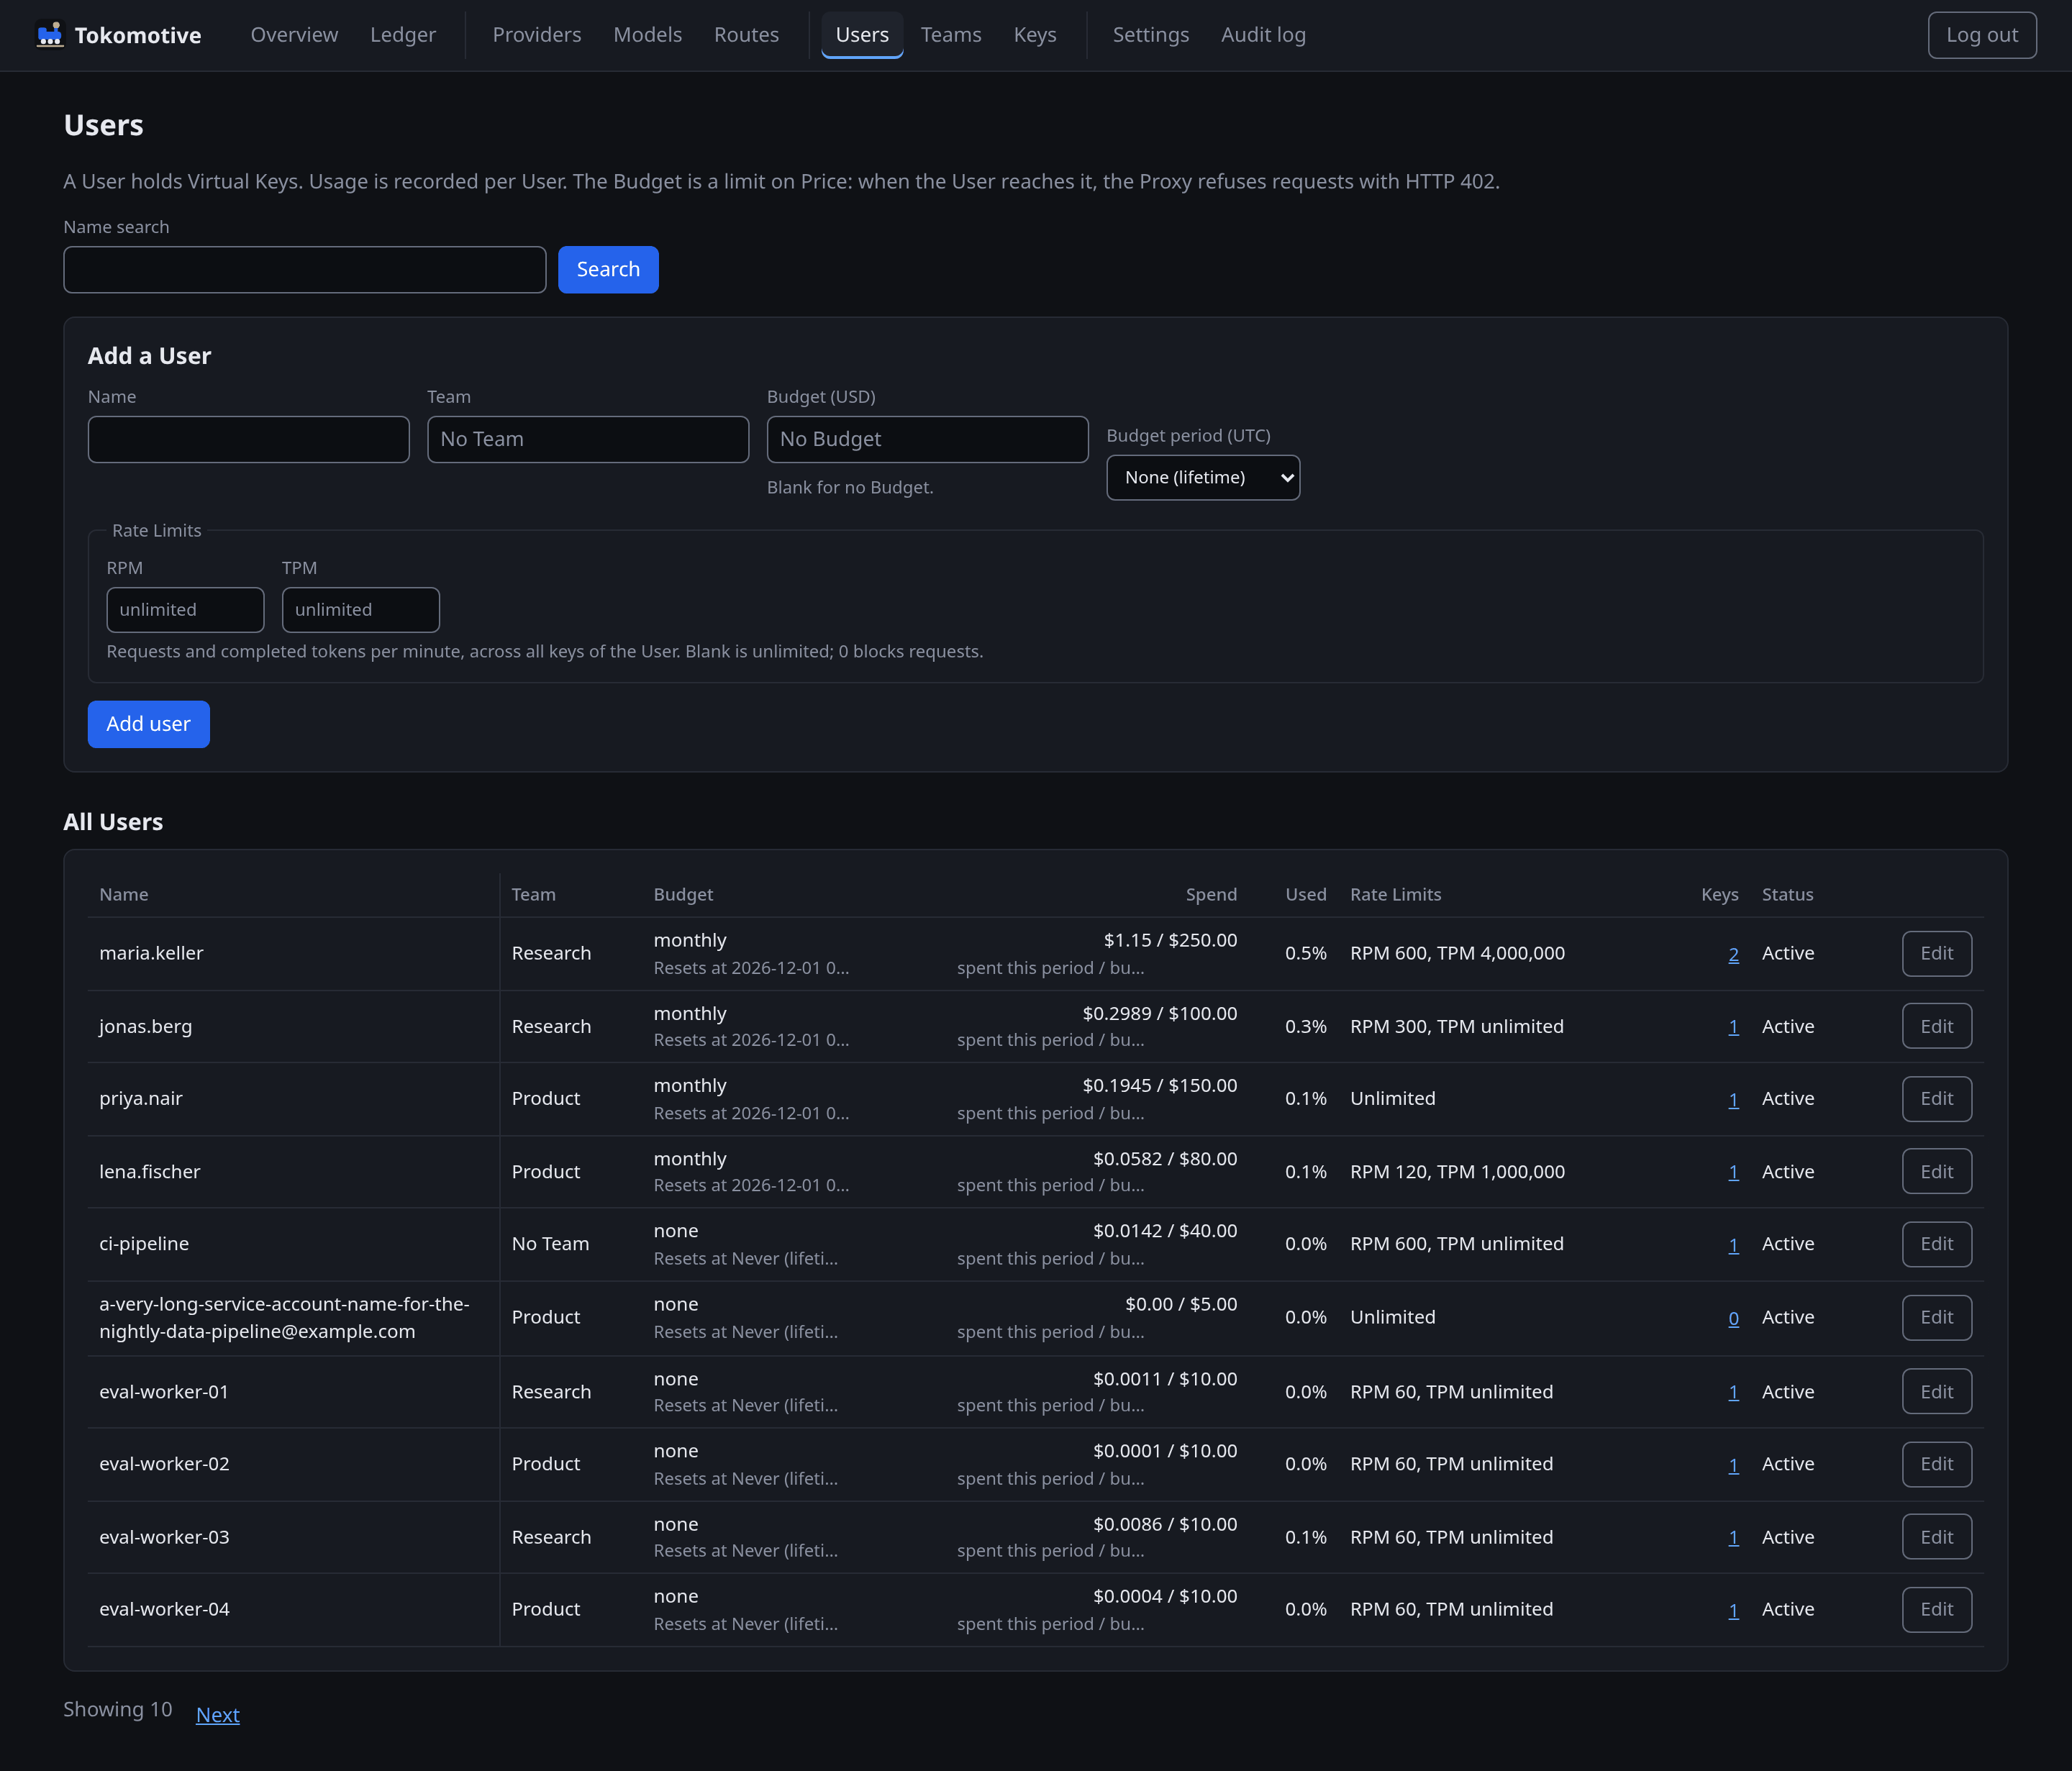 Tokomotive Overview Ledger Providers Models Routes Users Teams Keys Settings Audit log Log out
Users
A User holds Virtual Keys. Usage is recorded per User. The Budget is a limit on Price: when the User reaches it, the Proxy refuses requests with HTTP 402.
Name search
Search
Add a User
Name Team Budget (USD)
Budget period (UTC)
No Team No Budget
None (lifetime)
Blank for no Budget.
Rate Limits
RPM TPM
unlimited unlimited
Requests and completed tokens per minute, across all keys of the User. Blank is unlimited; 0 blocks requests.
Add user
All Users
Name Team Budget Spend Used Rate Limits Keys Status
maria.keller Research monthly $1.15 / $250.00 0.5% RPM 600, TPM 4,000,000 2 Active Edit
Resets at 2026-12-01 0... spent this period / bu...
jonas.berg Research monthly $0.2989 / $100.00 0.3% RPM 300, TPM unlimited 1 Active Edit
Resets at 2026-12-01 0... spent this period / bu...
priya.nair Product monthly $0.1945 / $150.00 0.1% Unlimited 1 Active Edit
Resets at 2026-12-01 0... spent this period / bu...
lena.fischer Product monthly $0.0582 / $80.00 0.1% RPM 120, TPM 1,000,000 1 Active Edit
Resets at 2026-12-01 0... spent this period / bu...
ci-pipeline No Team none $0.0142 / $40.00 0.0% RPM 600, TPM unlimited 1 Active Edit
Resets at Never (lifeti... spent this period / bu...
a-very-long-service-account-name-for-the- Product none $0.00 / $5.00 0.0% Unlimited 0 Active Edit
nightly-data-pipeline@example.com Resets at Never (lifeti... spent this period / bu...
eval-worker-01 Research none $0.0011 / $10.00 0.0% RPM 60, TPM unlimited 1 Active Edit
Resets at Never (lifeti... spent this period / bu...
eval-worker-02 Product none $0.0001 / $10.00 0.0% RPM 60, TPM unlimited 1 Active Edit
Resets at Never (lifeti... spent this period / bu...
eval-worker-03 Research none $0.0086 / $10.00 0.1% RPM 60, TPM unlimited 1 Active Edit
Resets at Never (lifeti... spent this period / bu...
eval-worker-04 Product none $0.0004 / $10.00 0.0% RPM 60, TPM unlimited 1 Active Edit
Resets at Never (lifeti... spent this period / bu...
Showing 10 Next